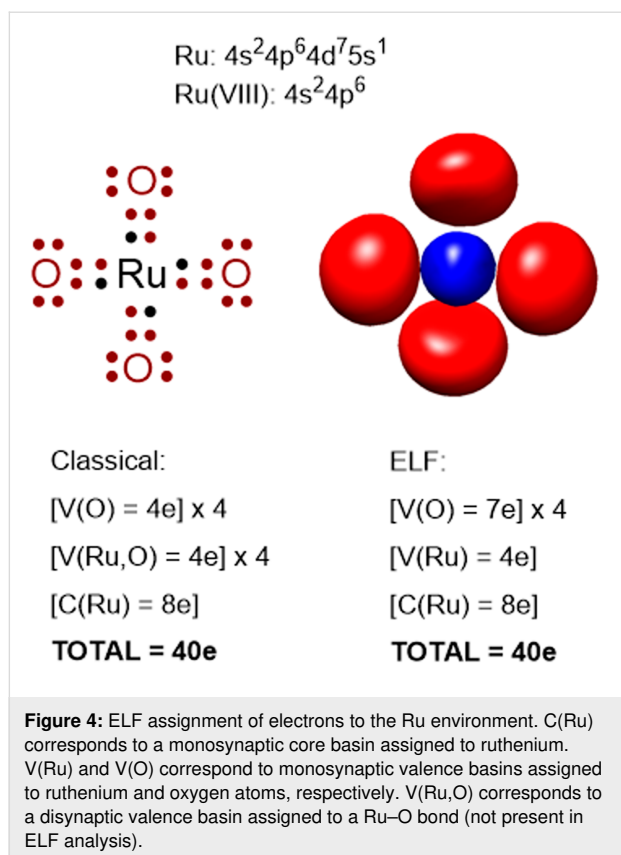 Ru: 4s²4p⁶4d⁷5s¹
Ru(VIII): 4s²4p⁶
O
O Ru O
O
Classical:
[V(O) = 4e] x 4
[V(Ru,O) = 4e] x 4
[C(Ru) = 8e]
TOTAL = 40e
ELF:
[V(O) = 7e] x 4
[V(Ru) = 4e]
[C(Ru) = 8e]
TOTAL = 40e
Figure 4: ELF assignment of electrons to the Ru environment. C(Ru)
corresponds to a monosynaptic core basin assigned to ruthenium.
V(Ru) and V(O) correspond to monosynaptic valence basins assigned
to ruthenium and oxygen atoms, respectively. V(Ru,O) corresponds to
a disynaptic valence basin assigned to a Ru–O bond (not present in
ELF analysis).